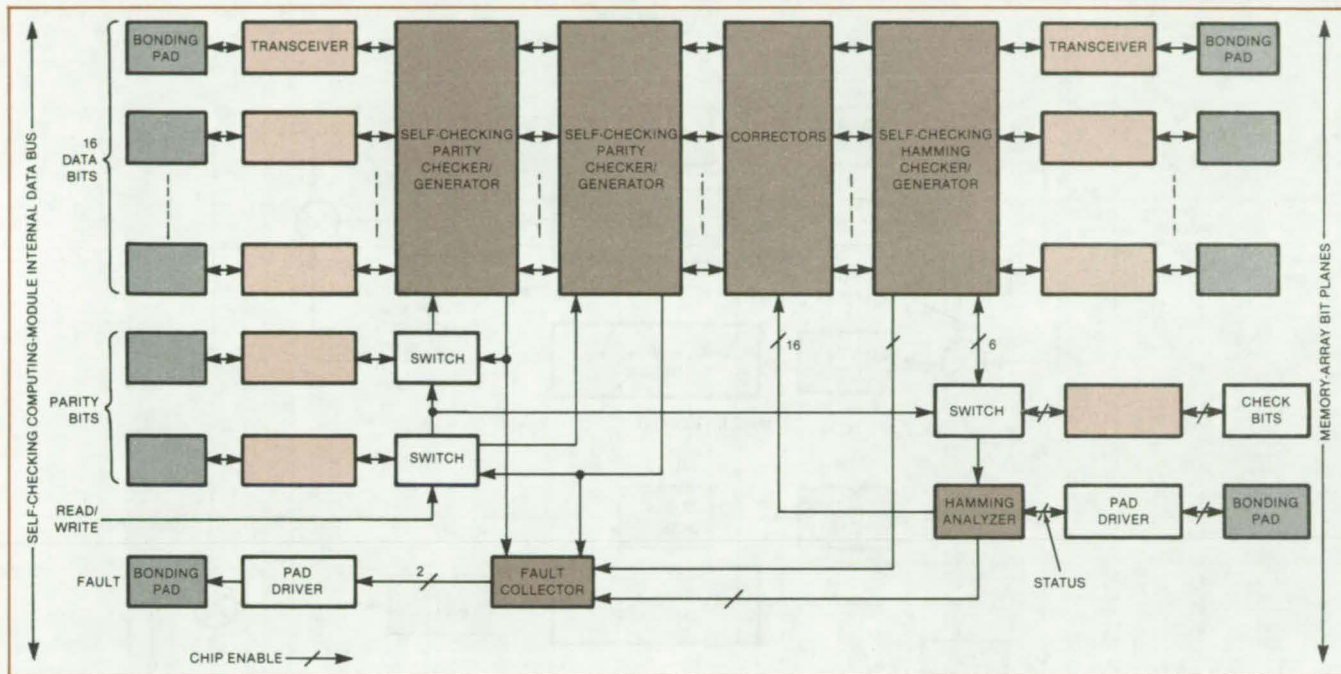 SELF-CHECKING COMPUTING-MODULE INTERNAL DATA BUS
MEMORY-ARRAY BIT PLANES
BONDING
PAD
TRANSCEIVER
SELF-CHECKING
PARITY
CHECKER/
GENERATOR
SELF-CHECKING
PARITY
CHECKER/
GENERATOR
CORRECTORS
SELF-CHECKING
HAMMING
CHECKER/
GENERATOR
TRANSCEIVER
BONDING
PAD
16
DATA
BITS
PARITY
BITS
SWITCH
16
6
SWITCH
CHECK
BITS
SWITCH
READ/
WRITE
HAMMING
ANALYZER
PAD
DRIVER
BONDING
PAD
STATUS
FAULT
BONDING
PAD
PAD
DRIVER
2
FAULT
COLLECTOR
CHIP ENABLE